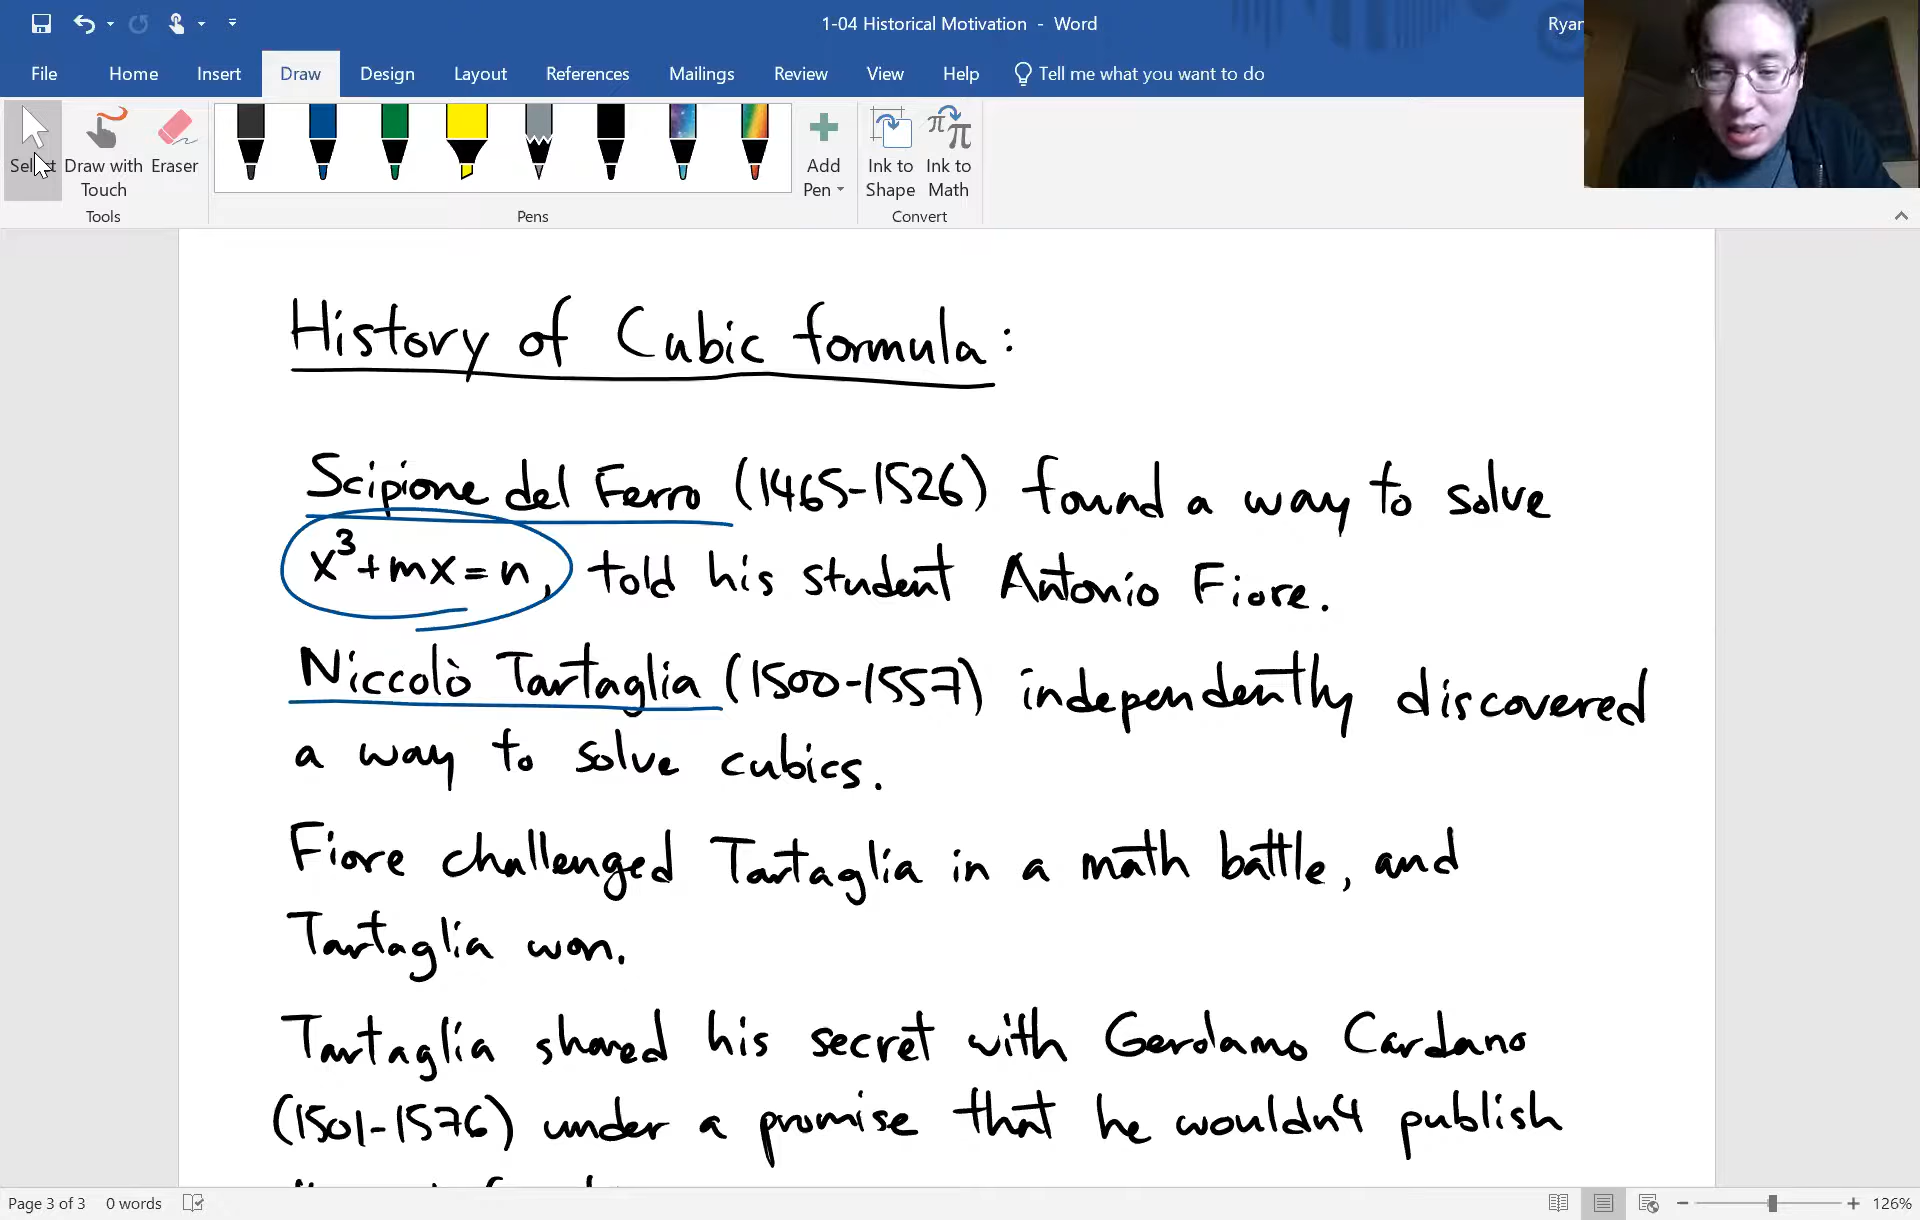 1-04 Historical Motivation - Word
Ryan
File Home Insert Draw Design Layout References Mailings Review View Help Tell me what you want to do
Select
Draw with Touch
Eraser
Add Pen
Ink to Shape
Ink to Math
Tools
Pens
Convert
History of Cubic formula:
Scipione del Ferro (1465-1526) found a way to solve
x³+mx=n, told his student Antonio Fiore.
Niccolò Tartaglia (1500-1557) independently discovered
a way to solve cubics.
Fiore challenged Tartaglia in a math battle, and
Tartaglia won.
Tartaglia shared his secret with Gerolamo Cardano
(1501-1576) under a promise that he wouldn't publish
Page 3 of 3 0 words
126%